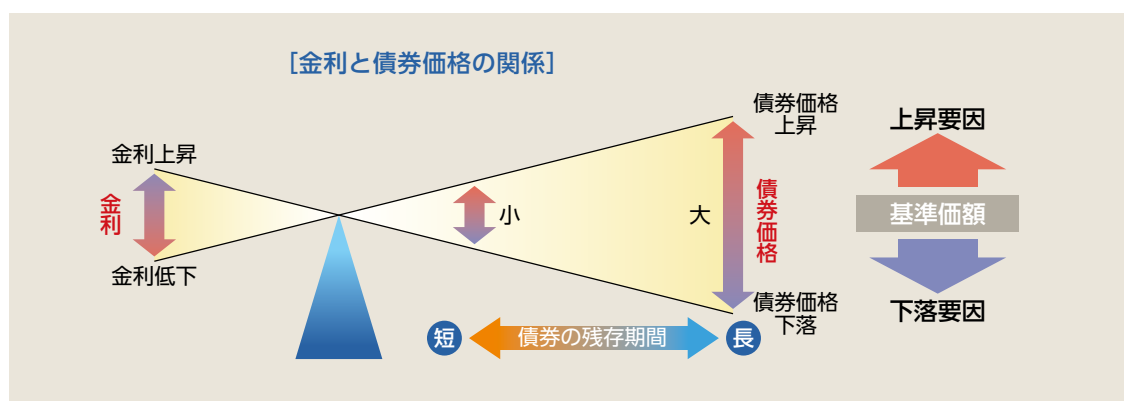 ［金利と債券価格の関係］
金利上昇
金利
金利低下
小
大
債券価格
上昇
債券価格
債券価格
下落
短
債券の残存期間
長
上昇要因
基準価額
下落要因